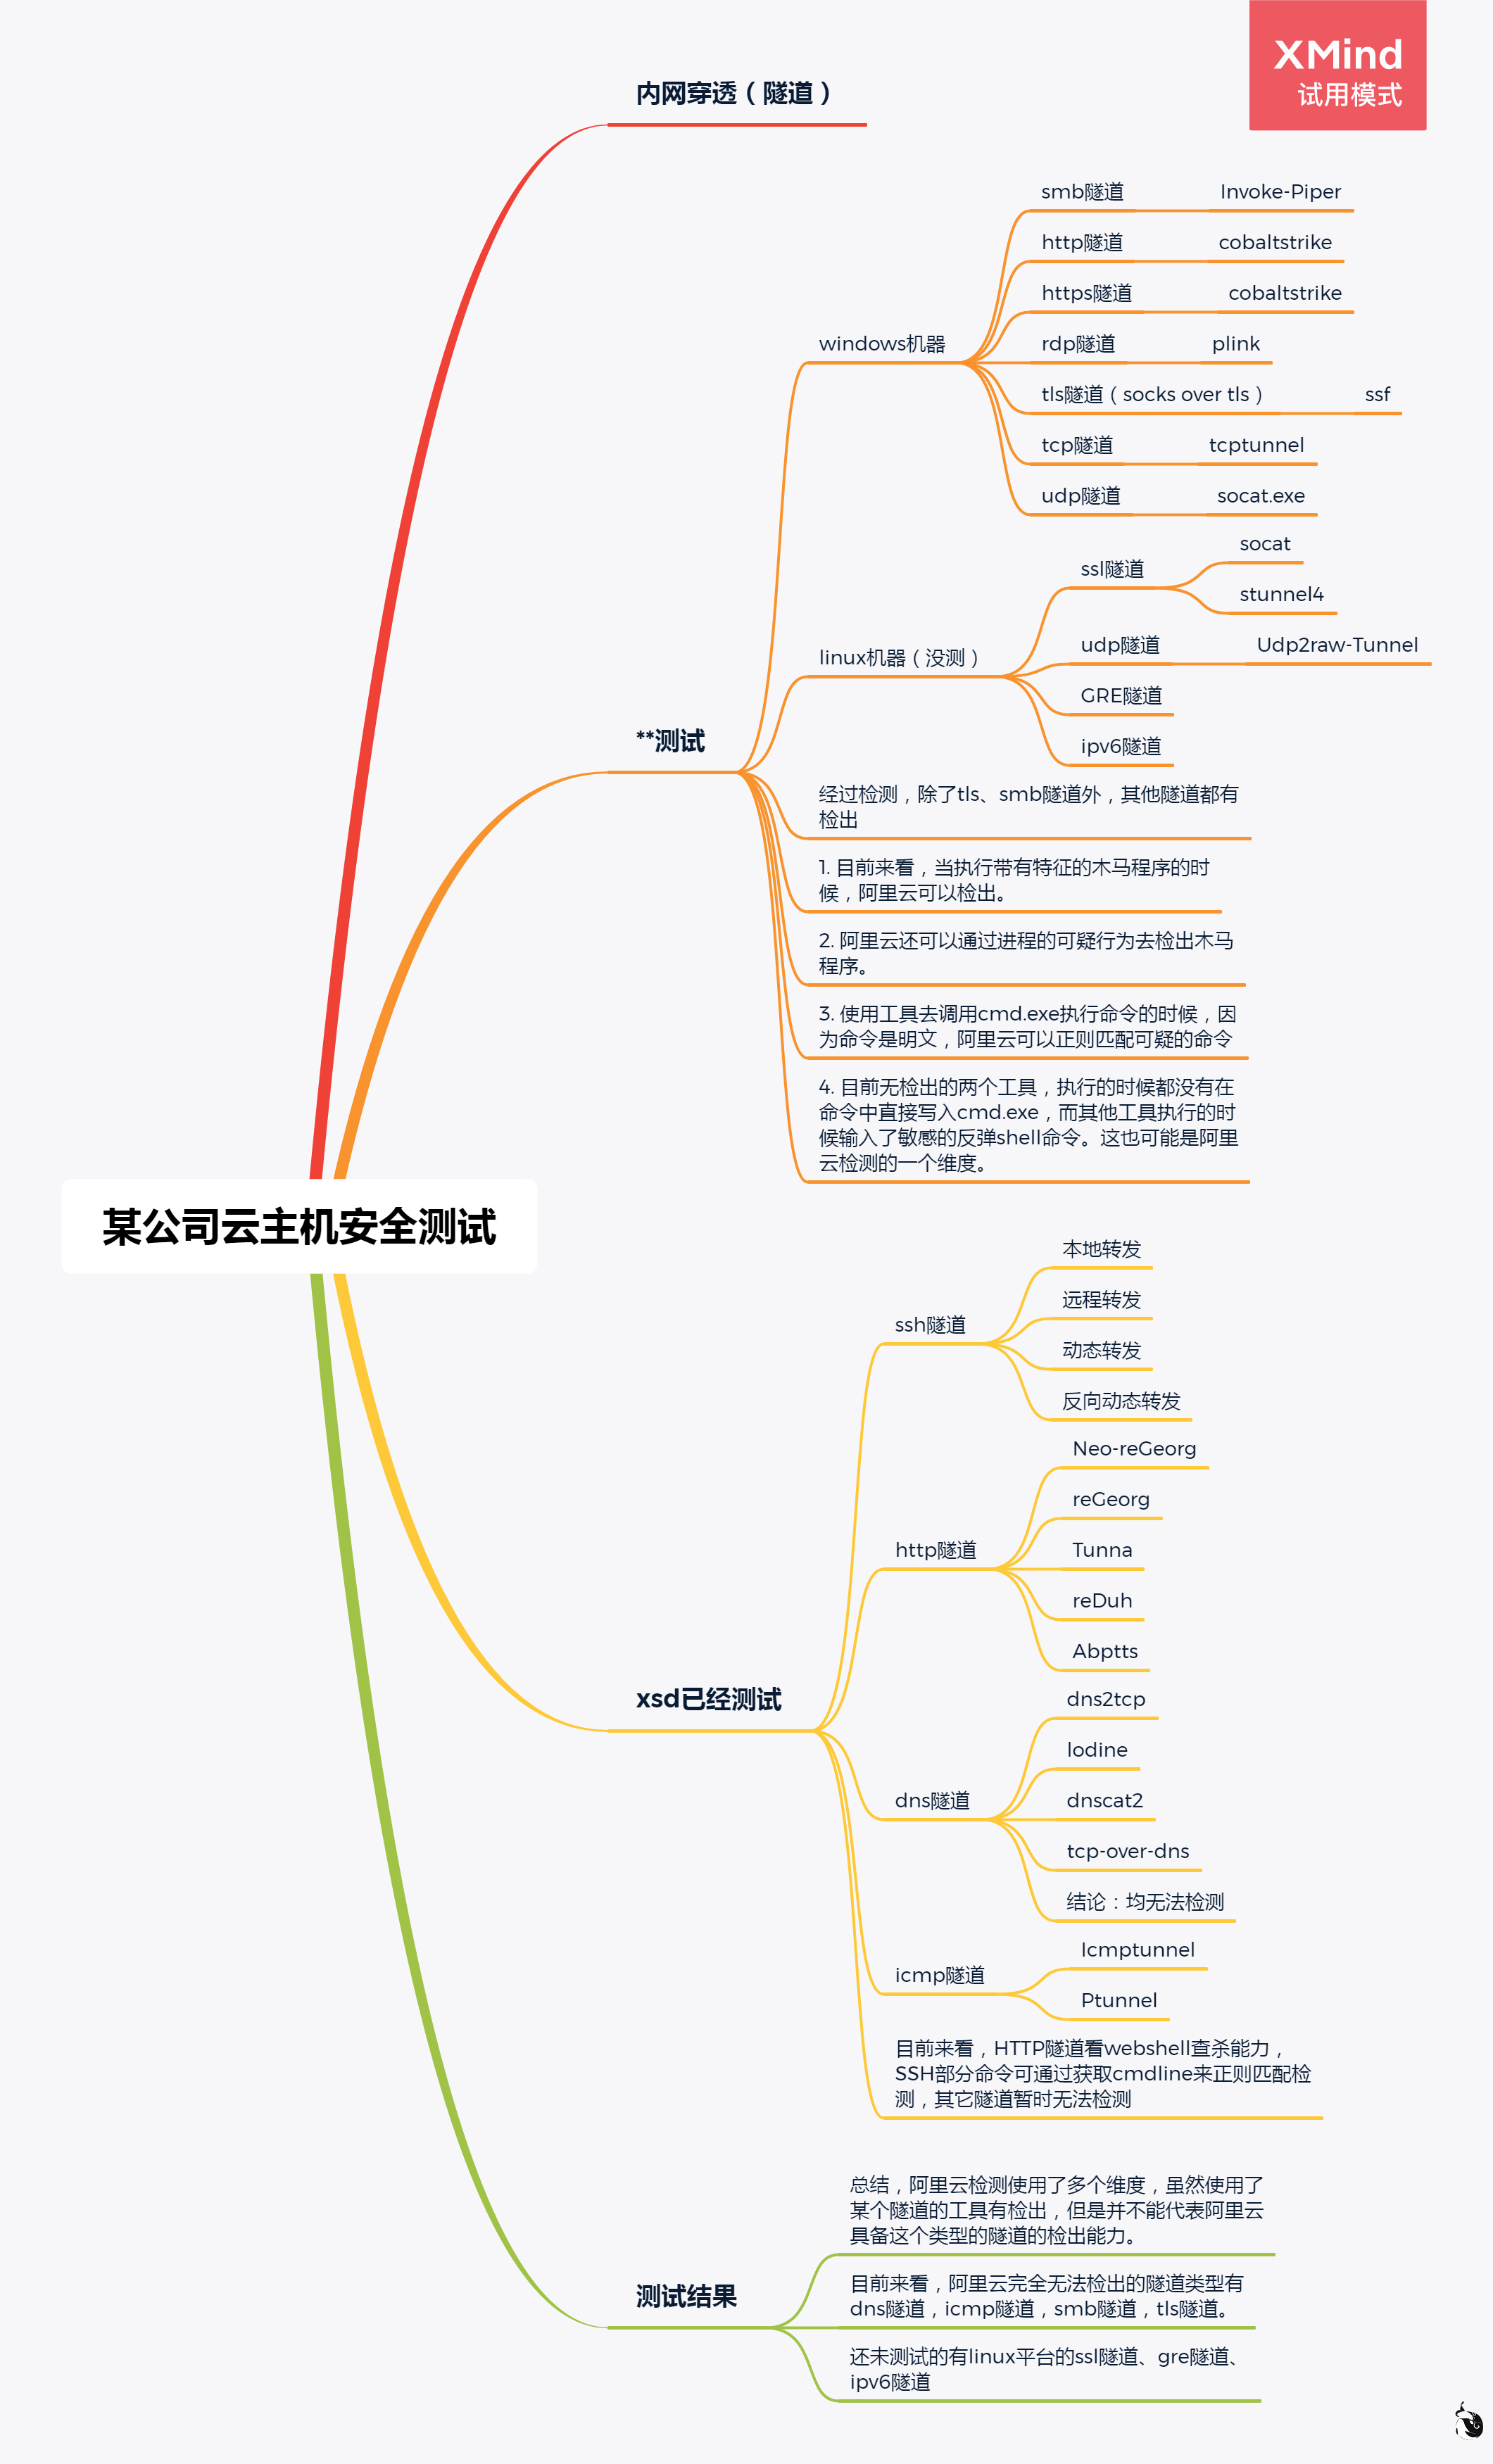 XMind
试用模式
内网穿透（隧道）
smb隧道
Invoke-Piper
http隧道
cobaltstrike
https隧道
cobaltstrike
windows机器
rdp隧道
plink
tls隧道（socks over tls）
ssf
tcp隧道
tcptunnel
udp隧道
socat.exe
ssl隧道
socat
stunnel4
linux机器（没测）
udp隧道
Udp2raw-Tunnel
GRE隧道
ipv6隧道
**测试
经过检测，除了tls、smb隧道外，其他隧道都有
检出
1. 目前来看，当执行带有特征的木马程序的时
候，阿里云可以检出。
2. 阿里云还可以通过进程的可疑行为去检出木马
程序。
3. 使用工具去调用cmd.exe执行命令的时候，因
为命令是明文，阿里云可以正则匹配可疑的命令
4. 目前无检出的两个工具，执行的时候都没有在
命令中直接写入cmd.exe，而其他工具执行的时
候输入了敏感的反弹shell命令。这也可能是阿里
云检测的一个维度。
某公司云主机安全测试
ssh隧道
本地转发
远程转发
动态转发
反向动态转发
http隧道
Neo-reGeorg
reGeorg
Tunna
reDuh
Abptts
xsd已经测试
dns隧道
dns2tcp
Iodine
dnscat2
tcp-over-dns
结论：均无法检测
icmp隧道
Icmptunnel
Ptunnel
目前来看，HTTP隧道看webshell查杀能力，
SSH部分命令可通过获取cmdline来正则匹配检
测，其它隧道暂时无法检测
测试结果
总结，阿里云检测使用了多个维度，虽然使用了
某个隧道的工具有检出，但是并不能代表阿里云
具备这个类型的隧道的检出能力。
目前来看，阿里云完全无法检出的隧道类型有
dns隧道，icmp隧道，smb隧道，tls隧道。
还未测试的有linux平台的ssl隧道、gre隧道、
ipv6隧道